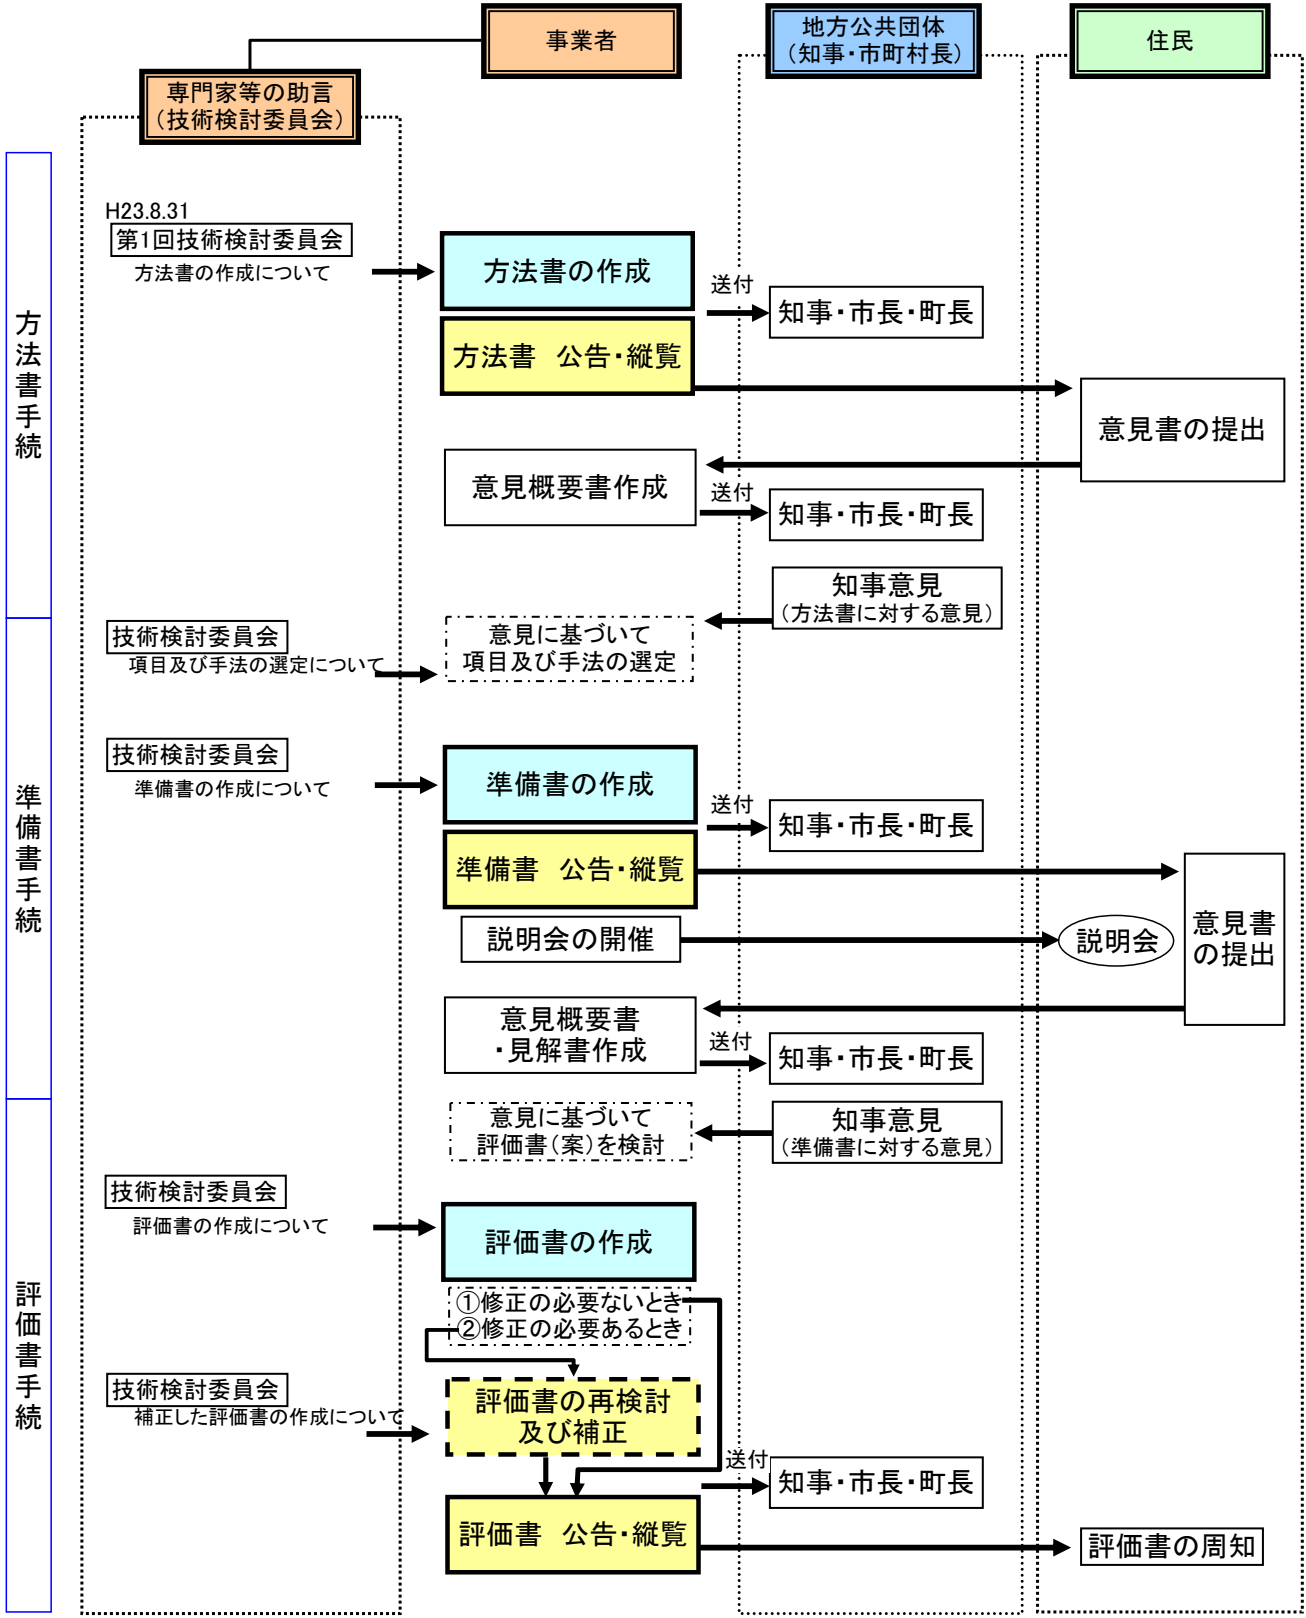 事業者
地方公共団体
（知事・市町村長）
住民
専門家等の助言
（技術検討委員会）
方法書手続
H23.8.31
第1回技術検討委員会
方法書の作成について
方法書の作成
送付
知事・市長・町長
方法書　公告・縦覧
意見書の提出
意見概要書作成
送付
知事・市長・町長
知事意見
（方法書に対する意見）
準備書手続
技術検討委員会
項目及び手法の選定について
意見に基づいて
項目及び手法の選定
技術検討委員会
準備書の作成について
準備書の作成
送付
知事・市長・町長
準備書　公告・縦覧
説明会の開催
説明会
意見書
の提出
意見概要書
・見解書作成
送付
知事・市長・町長
評価書手続
意見に基づいて
評価書（案）を検討
知事意見
（準備書に対する意見）
技術検討委員会
評価書の作成について
評価書の作成
①修正の必要ないとき
②修正の必要あるとき
技術検討委員会
補正した評価書の作成について
評価書の再検討
及び補正
送付
知事・市長・町長
評価書　公告・縦覧
評価書の周知